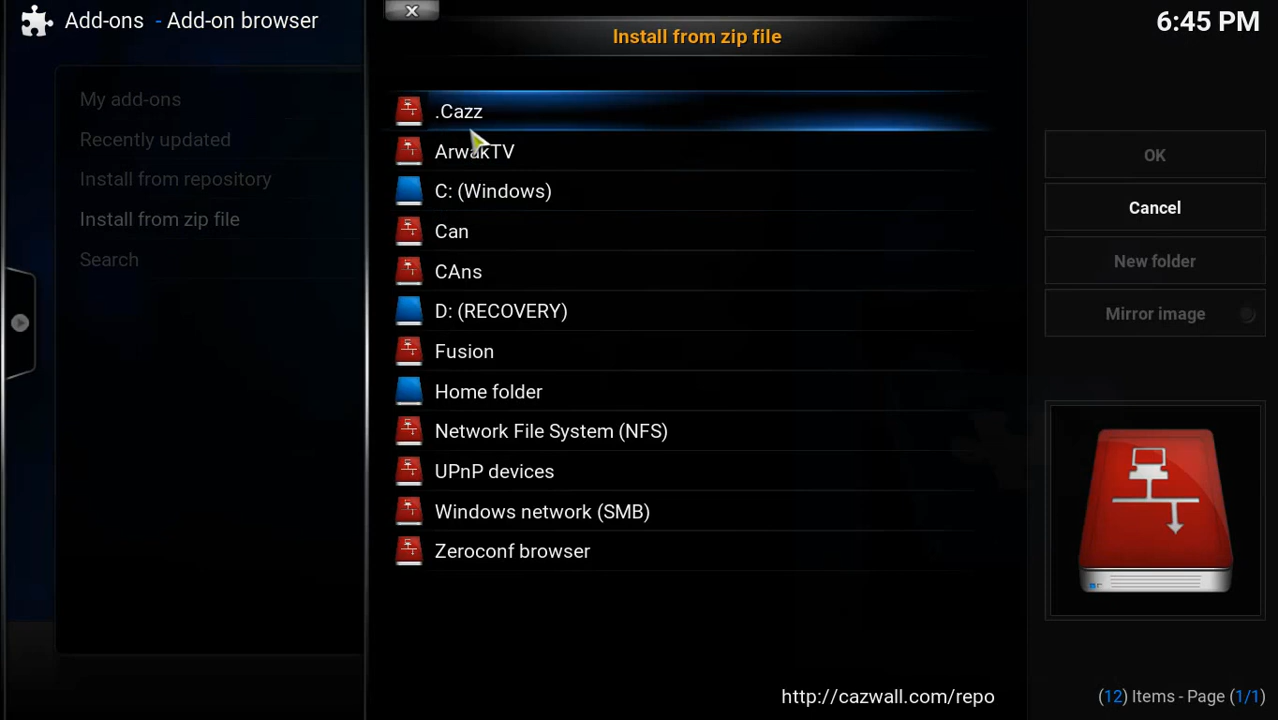 Add-ons - Add-on browser
6:45 PM
Install from zip file
My add-ons
Recently updated
Install from repository
Install from zip file
Search
.Cazz
ArwakTV
C: (Windows)
Can
CAns
D: (RECOVERY)
Fusion
Home folder
Network File System (NFS)
UPnP devices
Windows network (SMB)
Zeroconf browser
OK
Cancel
New folder
Mirror image
http://cazwall.com/repo
(12) Items - Page (1/1)